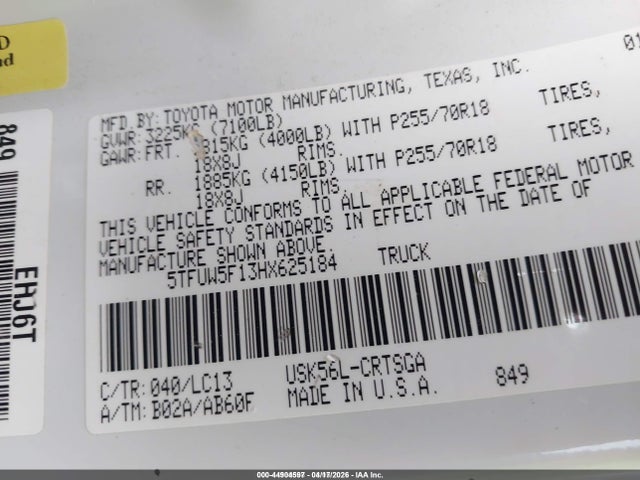 D
nd
849
EHJ6T
01
MFD. BY: TOYOTA MOTOR MANUFACTURING, TEXAS, INC.
GVWR: 3225KG (7100LB)
GAWR: FRT. 1815KG (4000LB) WITH P255/70R18 TIRES,
18X8J RIMS.
RR. 1885KG (4150LB) WITH P255/70R18 TIRES,
18X8J RIMS.
THIS VEHICLE CONFORMS TO ALL APPLICABLE FEDERAL MOTOR
VEHICLE SAFETY STANDARDS IN EFFECT ON THE DATE OF
MANUFACTURE SHOWN ABOVE.
5TFUW5F13HX625184 TRUCK
C/TR: 040/LC13 USK56L-CRTSGA
A/TM: B02A/AB60F MADE IN U.S.A. 849
000-44904587 - 04/17/2026 - IAA Inc.